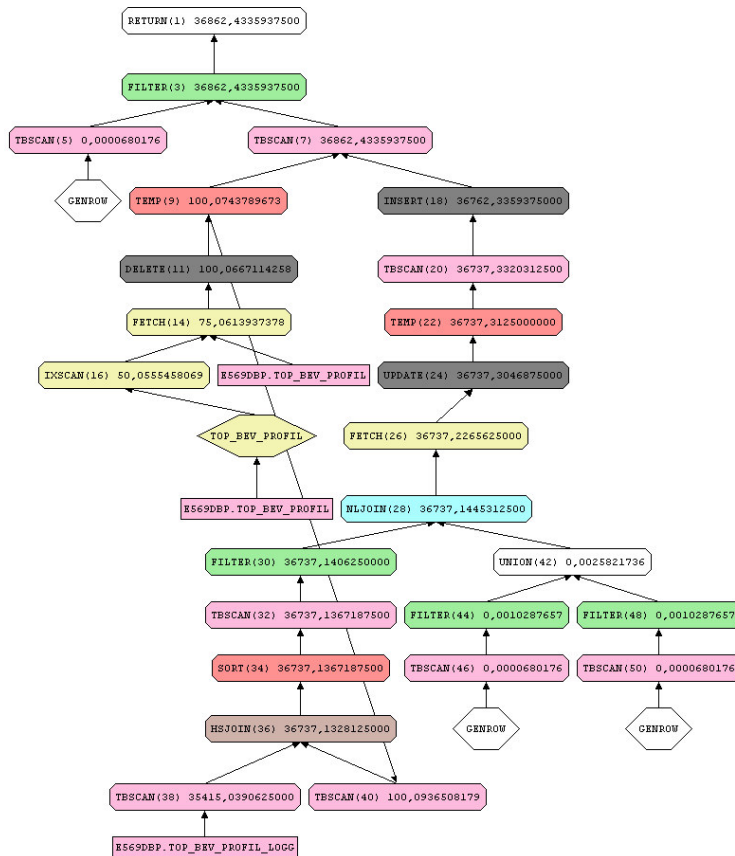 RETURN(1) 36862,4335937500
FILTER(3) 36862,4335937500
TBSCAN(5) 0,0000680176
TBSCAN(7) 36862,4335937500
GENROW
TEMP(9) 100,0743789673
INSERT(18) 36762,3359375000
DELETE(11) 100,0667114258
TBSCAN(20) 36737,3320312500
FETCH(14) 75,0613937378
TEMP(22) 36737,3125000000
IXSCAN(16) 50,0555458069
E569DBP.TOP_BEV_PROFIL
UPDATE(24) 36737,3046875000
TOP_BEV_PROFIL
FETCH(26) 36737,2265625000
E569DBP.TOP_BEV_PROFIL
NLJOIN(28) 36737,1445312500
FILTER(30) 36737,1406250000
UNION(42) 0,0025821736
TBSCAN(32) 36737,1367187500
FILTER(44) 0,0010287657
FILTER(48) 0,0010287657
SORT(34) 36737,1367187500
TBSCAN(46) 0,0000680176
TBSCAN(50) 0,0000680176
HSJOIN(36) 36737,1328125000
GENROW
GENROW
TBSCAN(38) 35415,0390625000
TBSCAN(40) 100,0936508179
E569DBP.TOP_BEV_PROFIL_LOGG